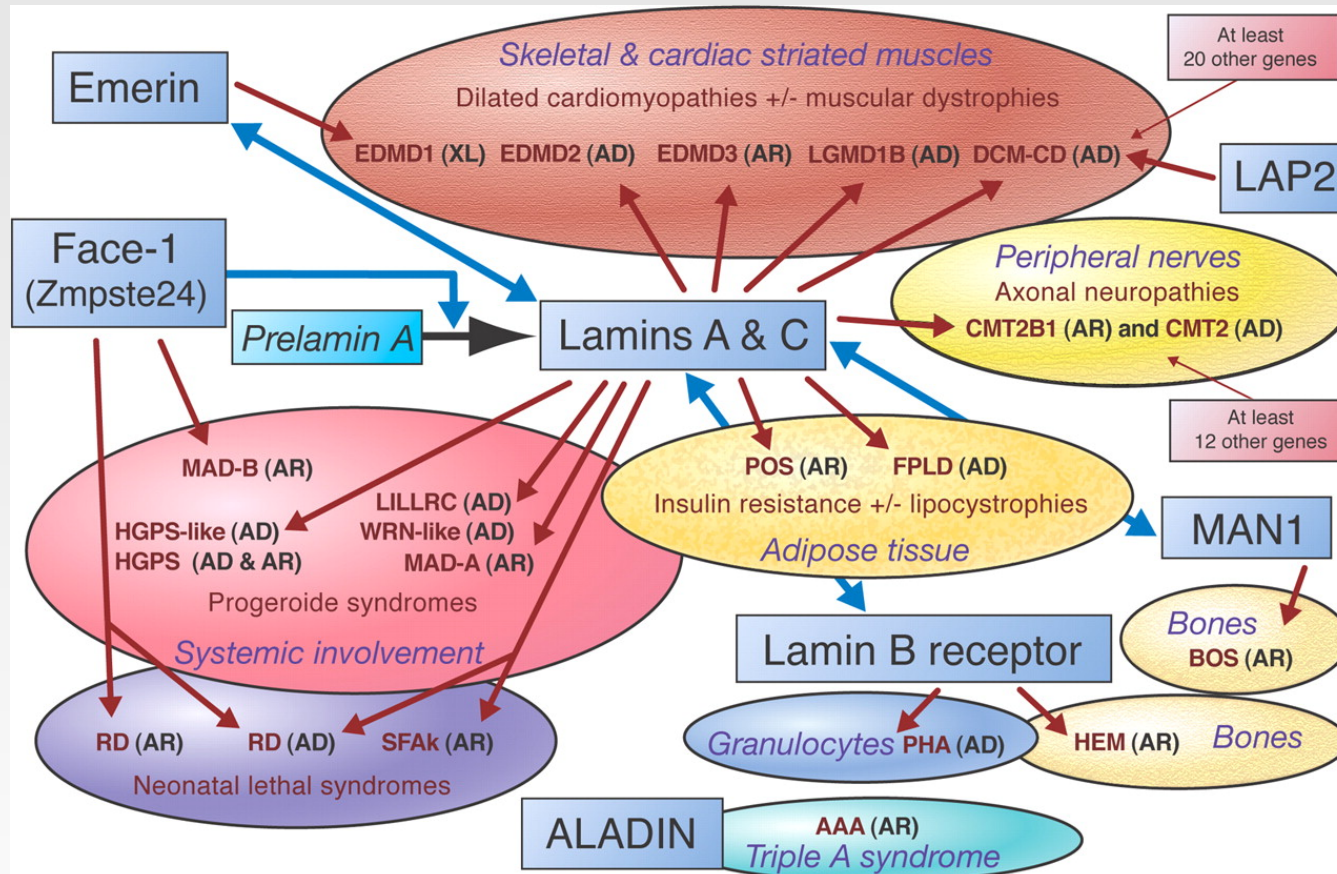 Skeletal & cardiac striated muscles
Dilated cardiomyopathies +/- muscular dystrophies
EDMD1 (XL) EDMD2 (AD) EDMD3 (AR) LGMD1B (AD) DCM-CD (AD)
At least
20 other genes
Emerin
LAP2
Face-1
(Zmpste24)
Prelamin A
Lamins A & C
Peripheral nerves
Axonal neuropathies
CMT2B1 (AR) and CMT2 (AD)
At least
12 other genes
MAD-B (AR)
LILLRC (AD)
HGPS-like (AD) WRN-like (AD)
HGPS (AD & AR) MAD-A (AR)
Progeroide syndromes
Systemic involvement
POS (AR) FPLD (AD)
Insulin resistance +/- lipocystrophies
Adipose tissue
MAN1
Bones
BOS (AR)
Lamin B receptor
RD (AR) RD (AD) SFAk (AR)
Neonatal lethal syndromes
Granulocytes PHA (AD)
HEM (AR) Bones
ALADIN
AAA (AR)
Triple A syndrome